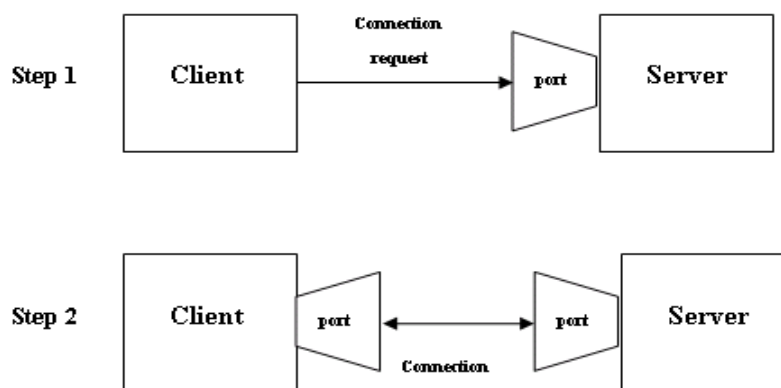 Connection
request
Step 1
Client
port
Server
Step 2
Client
port
port
Server
Connection